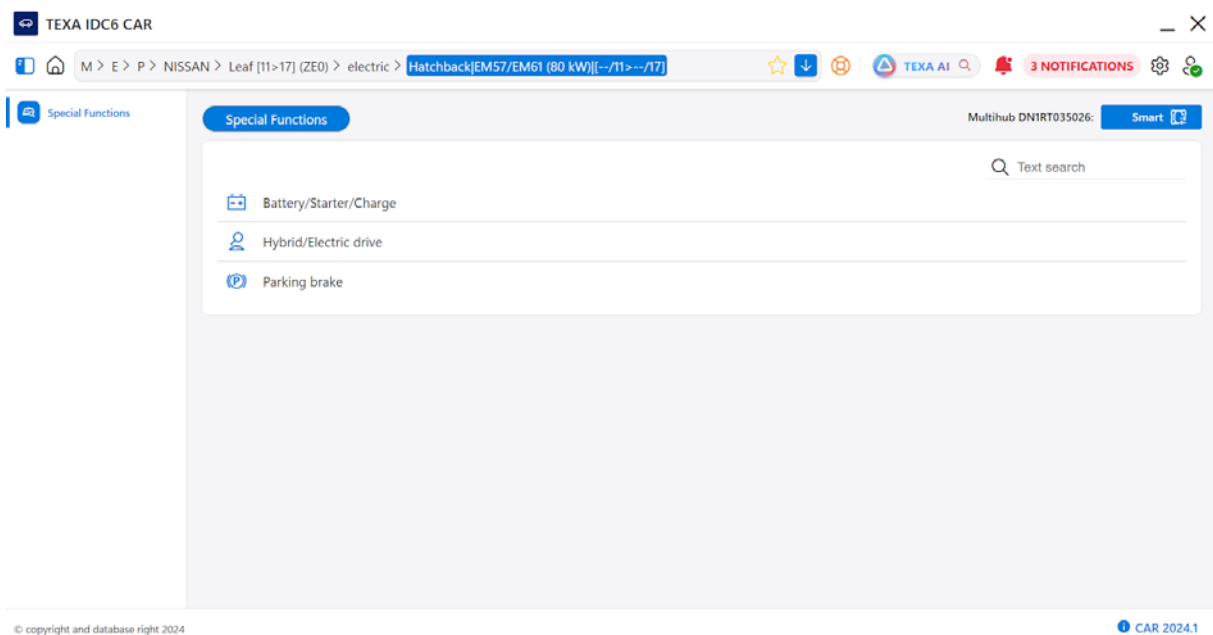 TEXA IDC6 CAR
M > E > P > NISSAN > Leaf [11>17] (ZE0) > electric > Hatchback|EM57/EM61 (80 kW)|[--/11>--/17]
TEXA AI
3 NOTIFICATIONS
Special Functions
Special Functions
Multihub DN1RT035026:
Smart
Text search
Battery/Starter/Charge
Hybrid/Electric drive
Parking brake
© copyright and database right 2024
CAR 2024.1